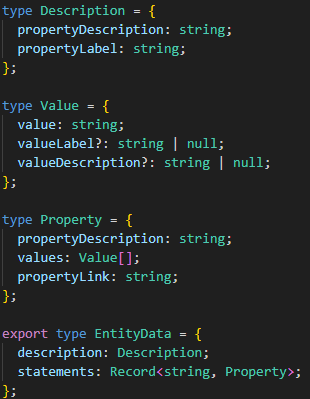 type Description = {
  propertyDescription: string;
  propertyLabel: string;
};

type Value = {
  value: string;
  valueLabel?: string | null;
  valueDescription?: string | null;
};

type Property = {
  propertyDescription: string;
  values: Value[];
  propertyLink: string;
};

export type EntityData = {
  description: Description;
  statements: Record<string, Property>;
};